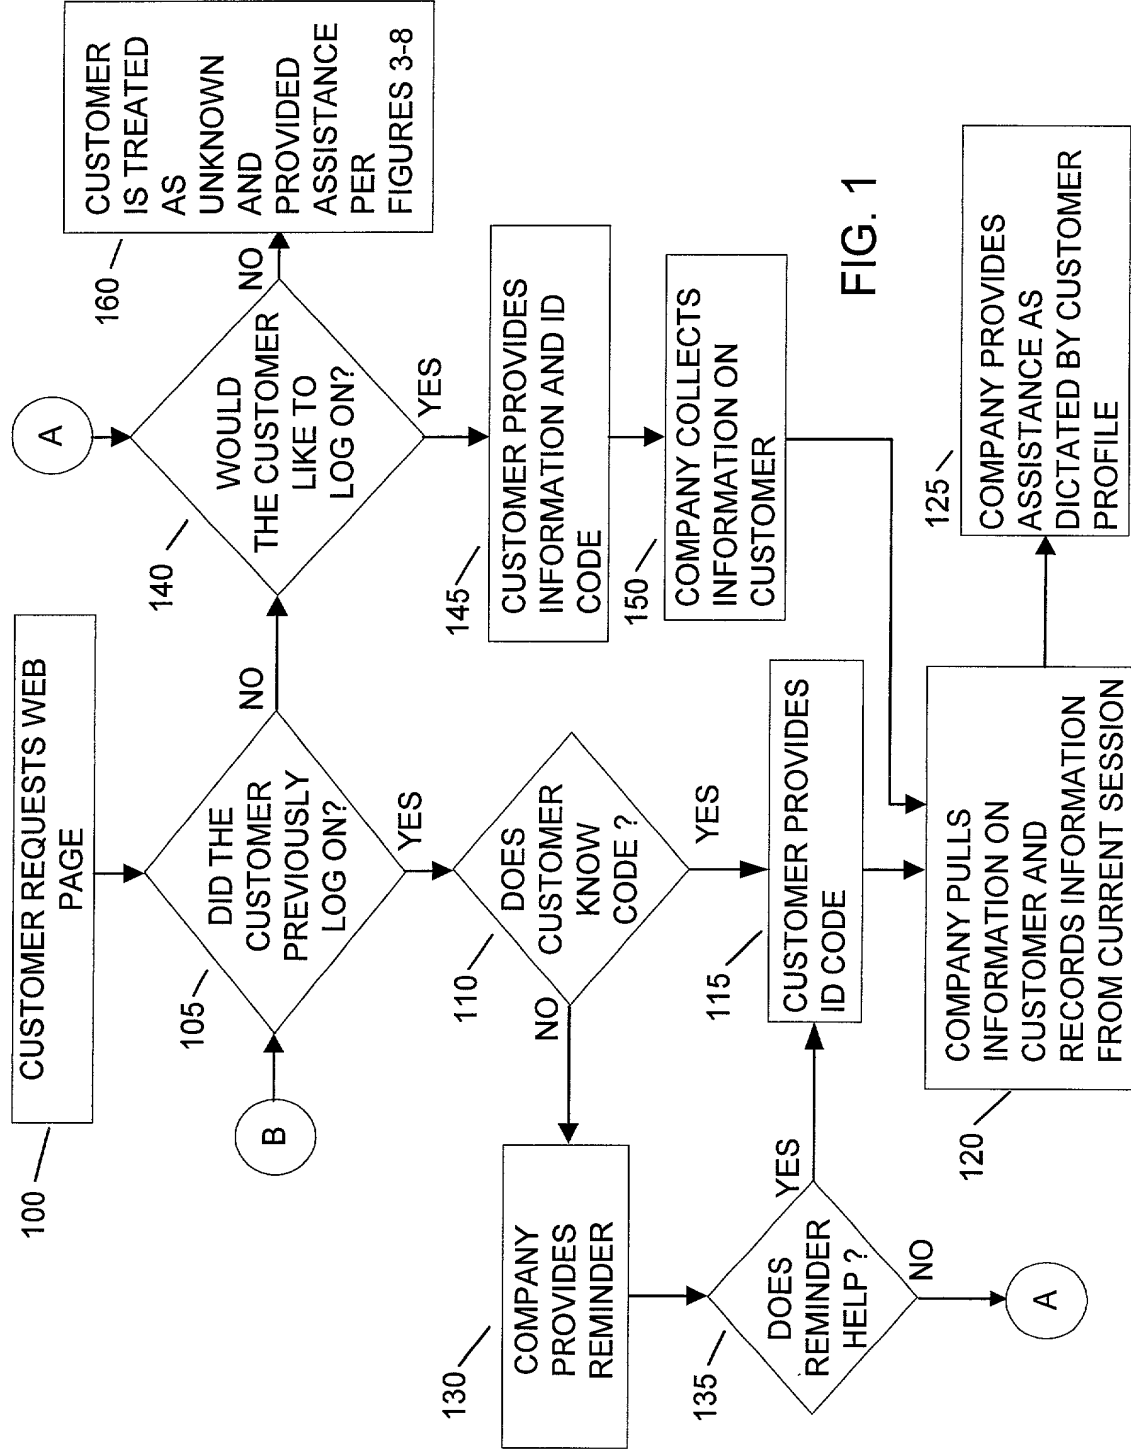 100
CUSTOMER REQUESTS WEB
PAGE
A
B
105
DID THE
CUSTOMER
PREVIOUSLY
LOG ON?
NO
YES
140
WOULD
THE CUSTOMER
LIKE TO
LOG ON?
NO
YES
160
CUSTOMER
IS TREATED
AS
UNKNOWN
AND
PROVIDED
ASSISTANCE
PER
FIGURES 3-8
110
DOES
CUSTOMER
KNOW
CODE ?
NO
YES
145
CUSTOMER PROVIDES
INFORMATION AND ID
CODE
130
COMPANY
PROVIDES
REMINDER
150
COMPANY COLLECTS
INFORMATION ON
CUSTOMER
135
DOES
REMINDER
HELP ?
YES
NO
A
115
CUSTOMER PROVIDES
ID CODE
120
COMPANY PULLS
INFORMATION ON
CUSTOMER AND
RECORDS INFORMATION
FROM CURRENT SESSION
125
COMPANY PROVIDES
ASSISTANCE AS
DICTATED BY CUSTOMER
PROFILE
FIG. 1